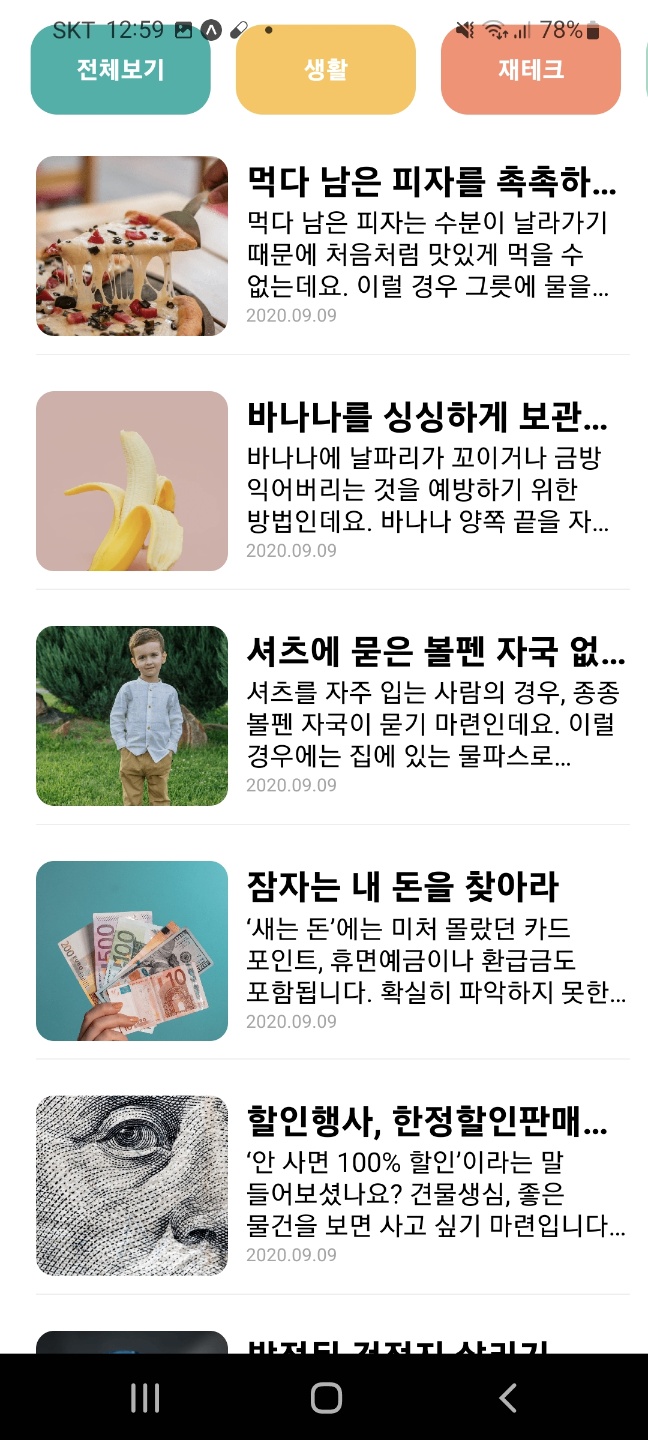 SKT 12:59 78%
전체보기 생활 재테크
먹다 남은 피자를 촉촉하...
먹다 남은 피자는 수분이 날라가기
때문에 처음처럼 맛있게 먹을 수
없는데요. 이럴 경우 그릇에 물을...
2020.09.09
바나나를 싱싱하게 보관...
바나나에 날파리가 꼬이거나 금방
익어버리는 것을 예방하기 위한
방법인데요. 바나나 양쪽 끝을 자...
2020.09.09
셔츠에 묻은 볼펜 자국 없...
셔츠를 자주 입는 사람의 경우, 종종
볼펜 자국이 묻기 마련인데요. 이럴
경우에는 집에 있는 물파스로...
2020.09.09
잠자는 내 돈을 찾아라
‘새는 돈’에는 미처 몰랐던 카드
포인트, 휴면예금이나 환급금도
포함됩니다. 확실히 파악하지 못한...
2020.09.09
할인행사, 한정할인판매...
‘안 사면 100% 할인’이라는 말
들어보셨나요? 견물생심, 좋은
물건을 보면 사고 싶기 마련입니다...
2020.09.09